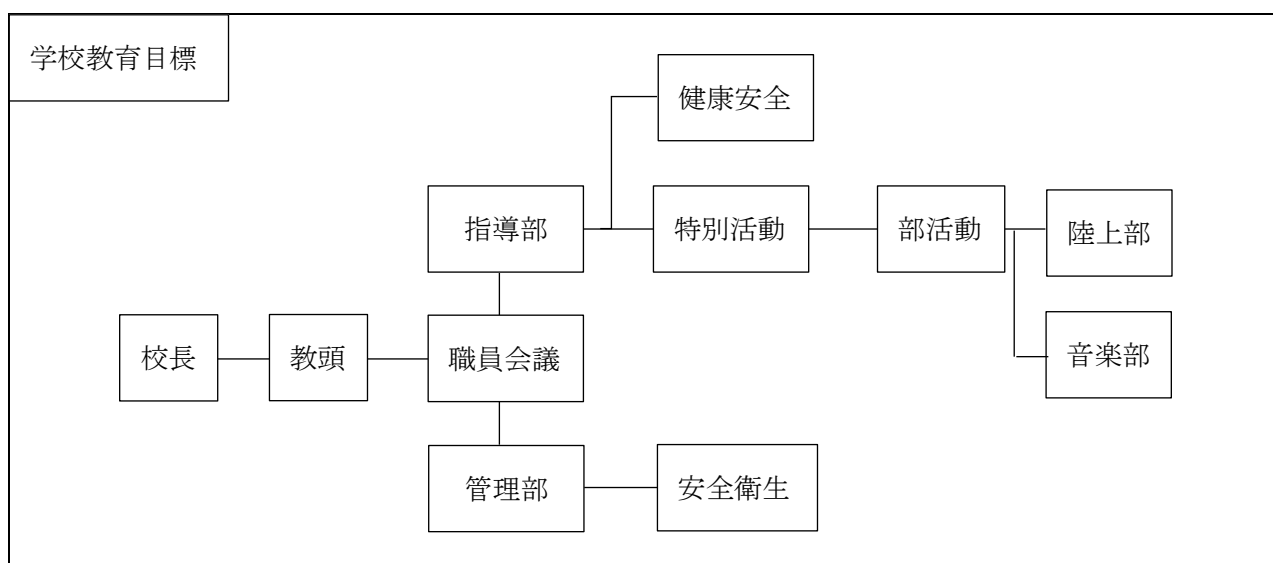 学校教育目標
健康安全
指導部
特別活動
部活動
陸上部
校長
教頭
職員会議
音楽部
管理部
安全衛生